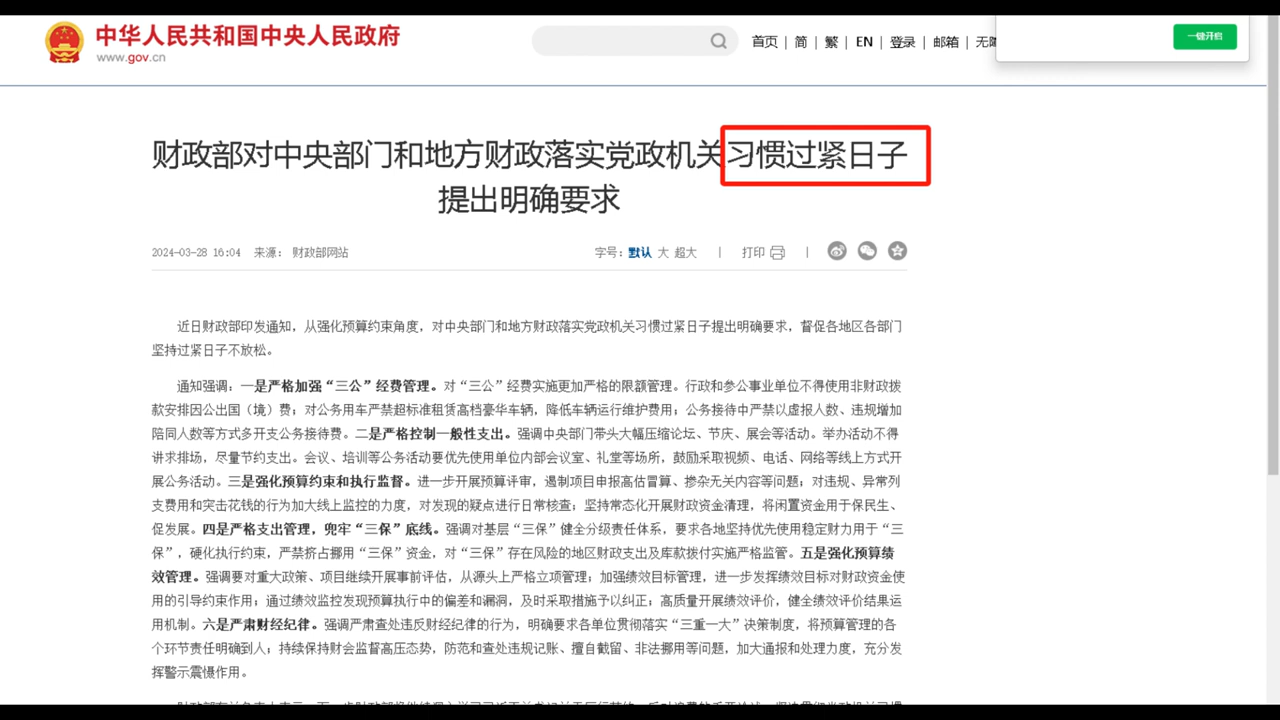 中华人民共和国中央人民政府
www.gov.cn
首页 | 简 | 繁 | EN | 登录 | 邮箱 | 无障
一键开启
财政部对中央部门和地方财政落实党政机关习惯过紧日子
提出明确要求
2024-03-28 16:04 来源： 财政部网站
字号：默认 大 超大 | 打印 |
近日财政部印发通知，从强化预算约束角度，对中央部门和地方财政落实党政机关习惯过紧日子提出明确要求，督促各地区各部门
坚持过紧日子不放松。
通知强调：一是严格加强“三公”经费管理。对“三公”经费实施更加严格的限额管理。行政和参公事业单位不得使用非财政拨
款安排因公出国（境）费；对公务用车严禁超标准租赁高档豪华车辆，降低车辆运行维护费用；公务接待中严禁以虚报人数、违规增加
陪同人数等方式多开支公务接待费。二是严格控制一般性支出。强调中央部门带头大幅压缩论坛、节庆、展会等活动。举办活动不得
讲求排场，尽量节约支出。会议、培训等公务活动要优先使用单位内部会议室、礼堂等场所，鼓励采取视频、电话、网络等线上方式开
展公务活动。三是强化预算约束和执行监督。进一步开展预算评审，遏制项目申报高估冒算、掺杂无关内容等问题；对违规、异常列
支费用和突击花钱的行为加大线上监控的力度，对发现的疑点进行日常核查；坚持常态化开展财政资金清理，将闲置资金用于保民生、
促发展。四是严格支出管理，兜牢“三保”底线。强调对基层“三保”健全分级责任体系，要求各地坚持优先使用稳定财力用于“三
保”，硬化执行约束，严禁挤占挪用“三保”资金，对“三保”存在风险的地区财政支出及库款拨付实施严格监管。五是强化预算绩
效管理。强调要对重大政策、项目继续开展事前评估，从源头上严格立项管理；加强绩效目标管理，进一步发挥绩效目标对财政资金使
用的引导约束作用；通过绩效监控发现预算执行中的偏差和漏洞，及时采取措施予以纠正；高质量开展绩效评价，健全绩效评价结果运
用机制。六是严肃财经纪律。强调严肃查处违反财经纪律的行为，明确要求各单位贯彻落实“三重一大”决策制度，将预算管理的各
个环节责任明确到人；持续保持财会监督高压态势，防范和查处违规记账、擅自截留、非法挪用等问题，加大通报和处理力度，充分发
挥警示震慑作用。